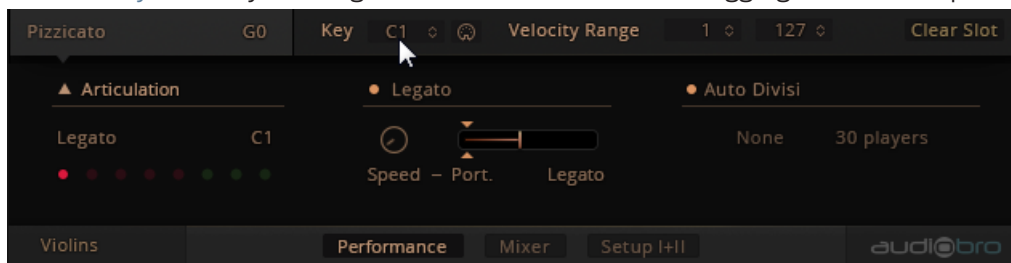 Pizzicato G0 Key C1 Velocity Range 1 127 Clear Slot
Articulation Legato Auto Divisi
Legato C1 None 30 players
Speed – Port. Legato
Violins Performance Mixer Setup I+II audiobro